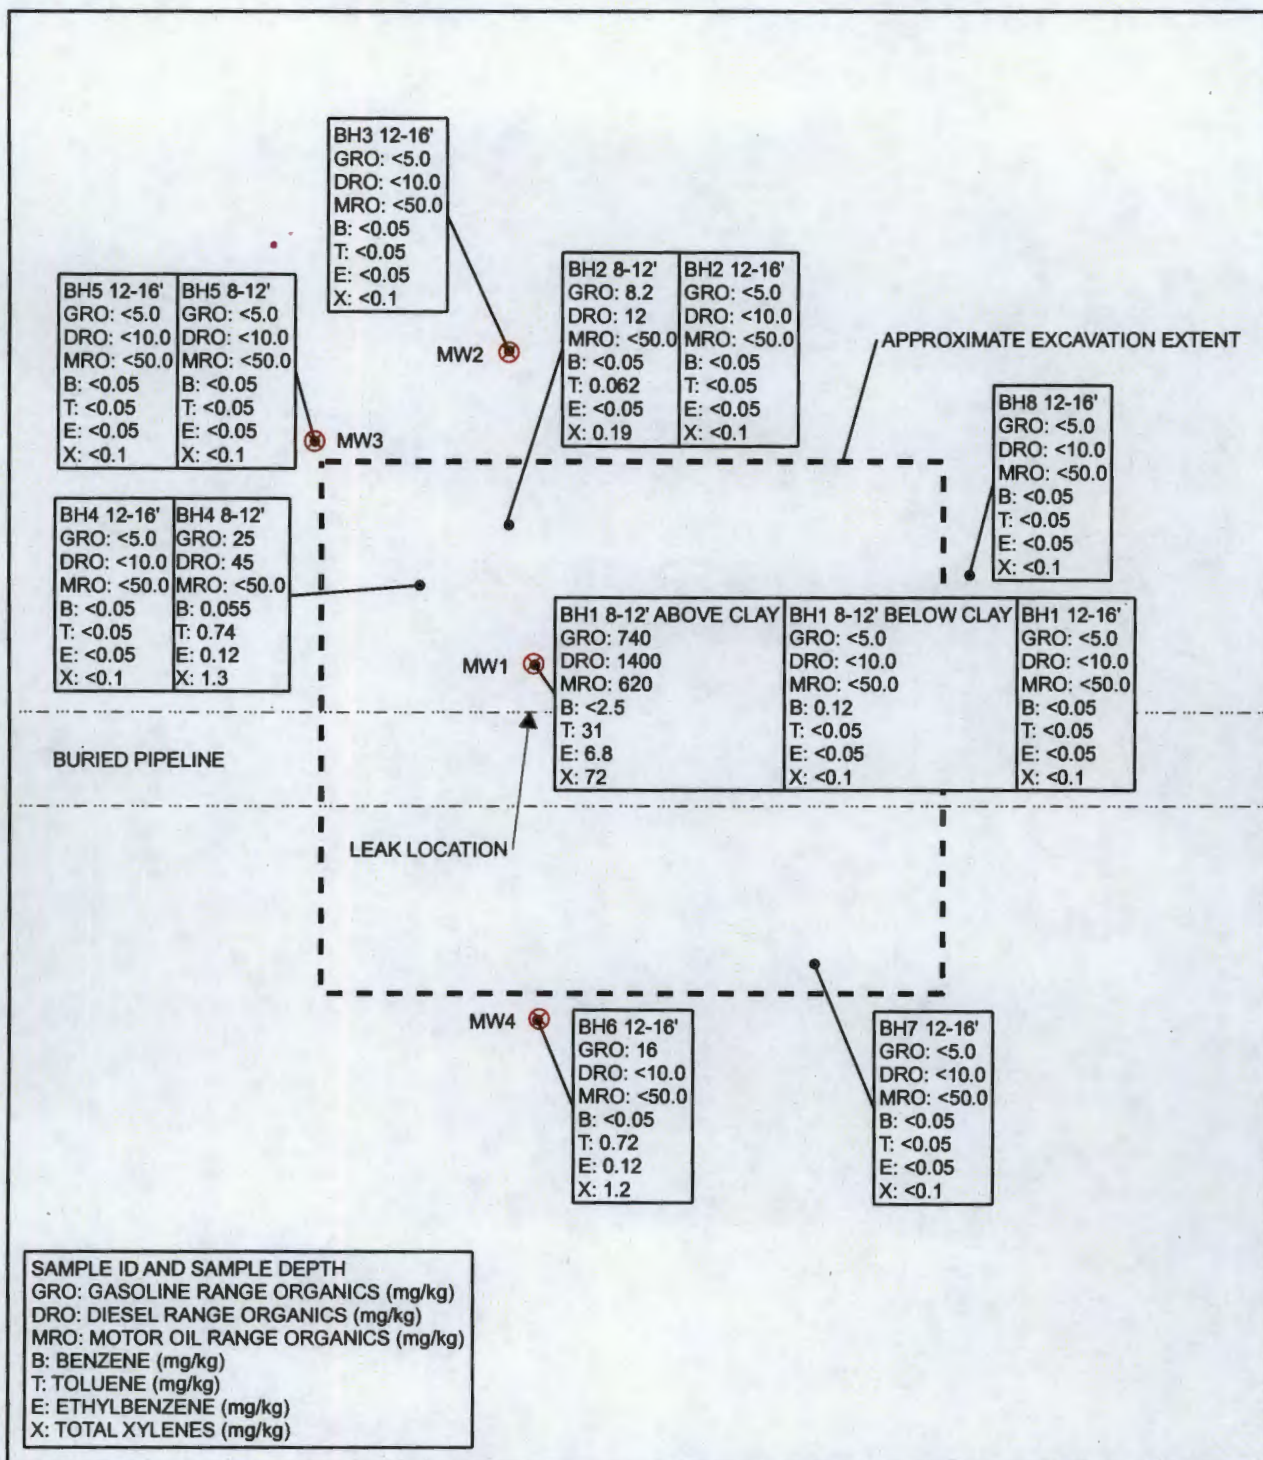 BH3 12-16'
GRO: <5.0
DRO: <10.0
MRO: <50.0
B: <0.05
T: <0.05
E: <0.05
X: <0.1
MW2
BH2 8-12'
GRO: 8.2
DRO: 12
MRO: <50.0
B: <0.05
T: 0.062
E: <0.05
X: 0.19
BH2 12-16'
GRO: <5.0
DRO: <10.0
MRO: <50.0
B: <0.05
T: <0.05
E: <0.05
X: <0.1
APPROXIMATE EXCAVATION EXTENT
BH5 12-16'
GRO: <5.0
DRO: <10.0
MRO: <50.0
B: <0.05
T: <0.05
E: <0.05
X: <0.1
BH5 8-12'
GRO: <5.0
DRO: <10.0
MRO: <50.0
B: <0.05
T: <0.05
E: <0.05
X: <0.1
MW3
BH8 12-16'
GRO: <5.0
DRO: <10.0
MRO: <50.0
B: <0.05
T: <0.05
E: <0.05
X: <0.1
BH4 12-16'
GRO: <5.0
DRO: <10.0
MRO: <50.0
B: <0.05
T: <0.05
E: <0.05
X: <0.1
BH4 8-12'
GRO: 25
DRO: 45
MRO: <50.0
B: 0.055
T: 0.74
E: 0.12
X: 1.3
MW1
BH1 8-12' ABOVE CLAY
GRO: 740
DRO: 1400
MRO: 620
B: <2.5
T: 31
E: 6.8
X: 72
BH1 8-12' BELOW CLAY
GRO: <5.0
DRO: <10.0
MRO: <50.0
B: 0.12
T: <0.05
E: <0.05
X: <0.1
BH1 12-16'
GRO: <5.0
DRO: <10.0
MRO: <50.0
B: <0.05
T: <0.05
E: <0.05
X: <0.1
BURIED PIPELINE
LEAK LOCATION
MW4
BH6 12-16'
GRO: 16
DRO: <10.0
MRO: <50.0
B: <0.05
T: 0.72
E: 0.12
X: 1.2
BH7 12-16'
GRO: <5.0
DRO: <10.0
MRO: <50.0
B: <0.05
T: <0.05
E: <0.05
X: <0.1
SAMPLE ID AND SAMPLE DEPTH
GRO: GASOLINE RANGE ORGANICS (mg/kg)
DRO: DIESEL RANGE ORGANICS (mg/kg)
MRO: MOTOR OIL RANGE ORGANICS (mg/kg)
B: BENZENE (mg/kg)
T: TOLUENE (mg/kg)
E: ETHYLBENZENE (mg/kg)
X: TOTAL XYLENES (mg/kg)